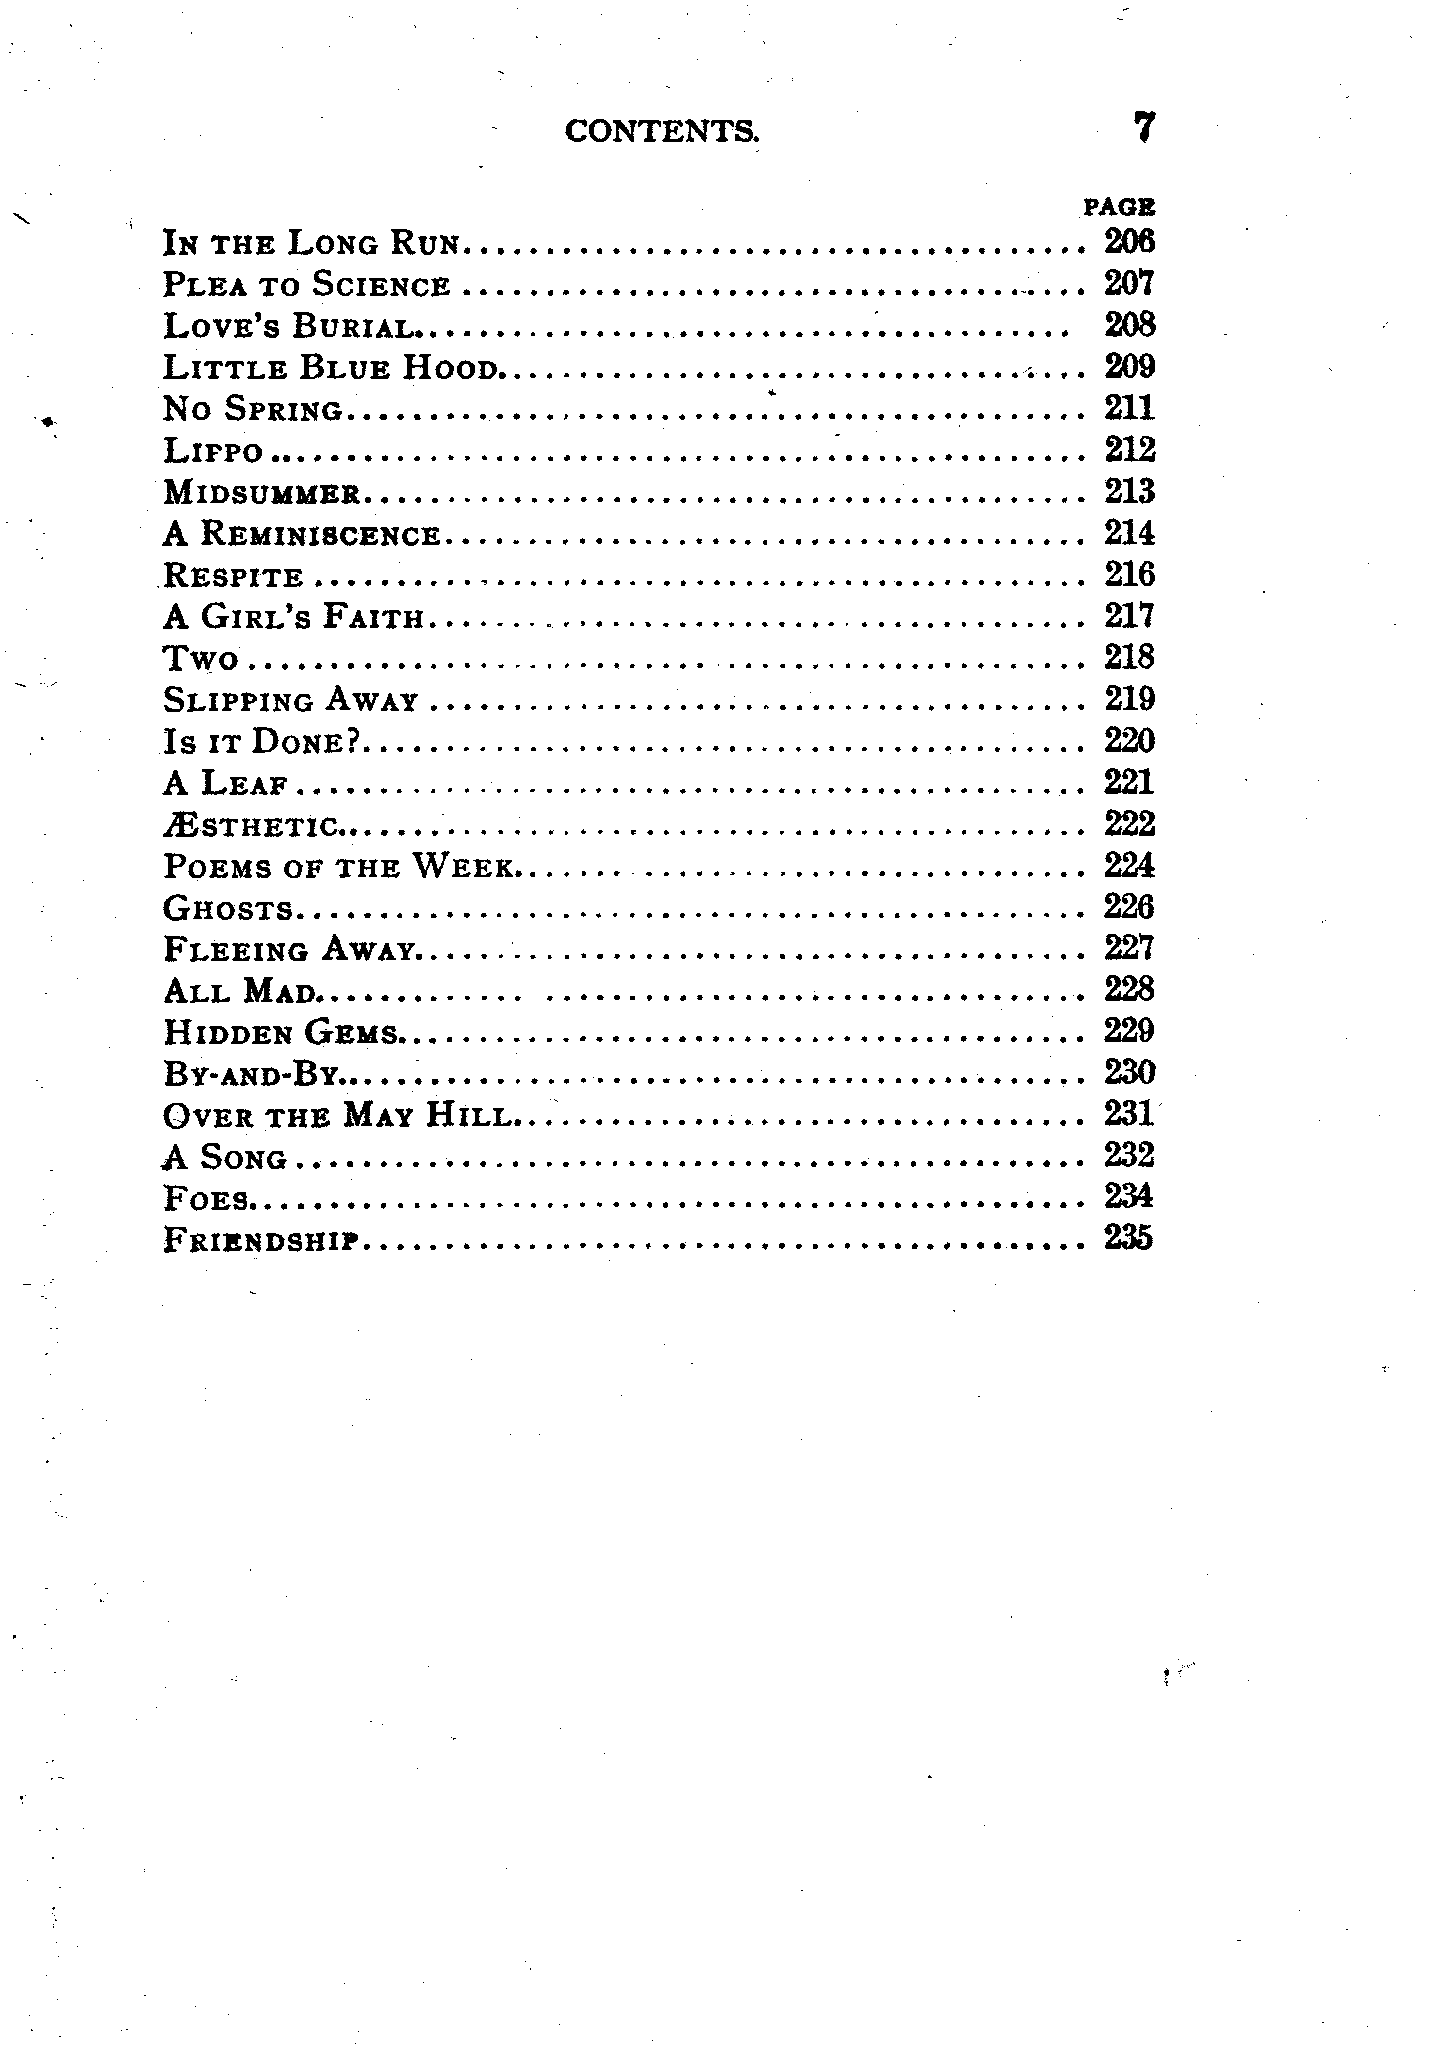 CONTENTS. 7
PAGE
IN THE LONG RUN........................................ 206
PLEA TO SCIENCE ........................................ 207
LOVE'S BURIAL........................................ 208
LITTLE BLUE HOOD........................................ 209
NO SPRING........................................ 211
LIPPO ........................................ 212
MIDSUMMER........................................ 213
A REMINISCENCE........................................ 214
RESPITE ........................................ 216
A GIRL'S FAITH........................................ 217
TWO ........................................ 218
SLIPPING AWAY ........................................ 219
IS IT DONE?........................................ 220
A LEAF ........................................ 221
ÆSTHETIC........................................ 222
POEMS OF THE WEEK........................................ 224
GHOSTS........................................ 226
FLEEING AWAY........................................ 227
ALL MAD........................................ 228
HIDDEN GEMS........................................ 229
BY-AND-BY........................................ 230
OVER THE MAY HILL........................................ 231
A SONG ........................................ 232
FOES........................................ 234
FRIENDSHIP........................................ 235